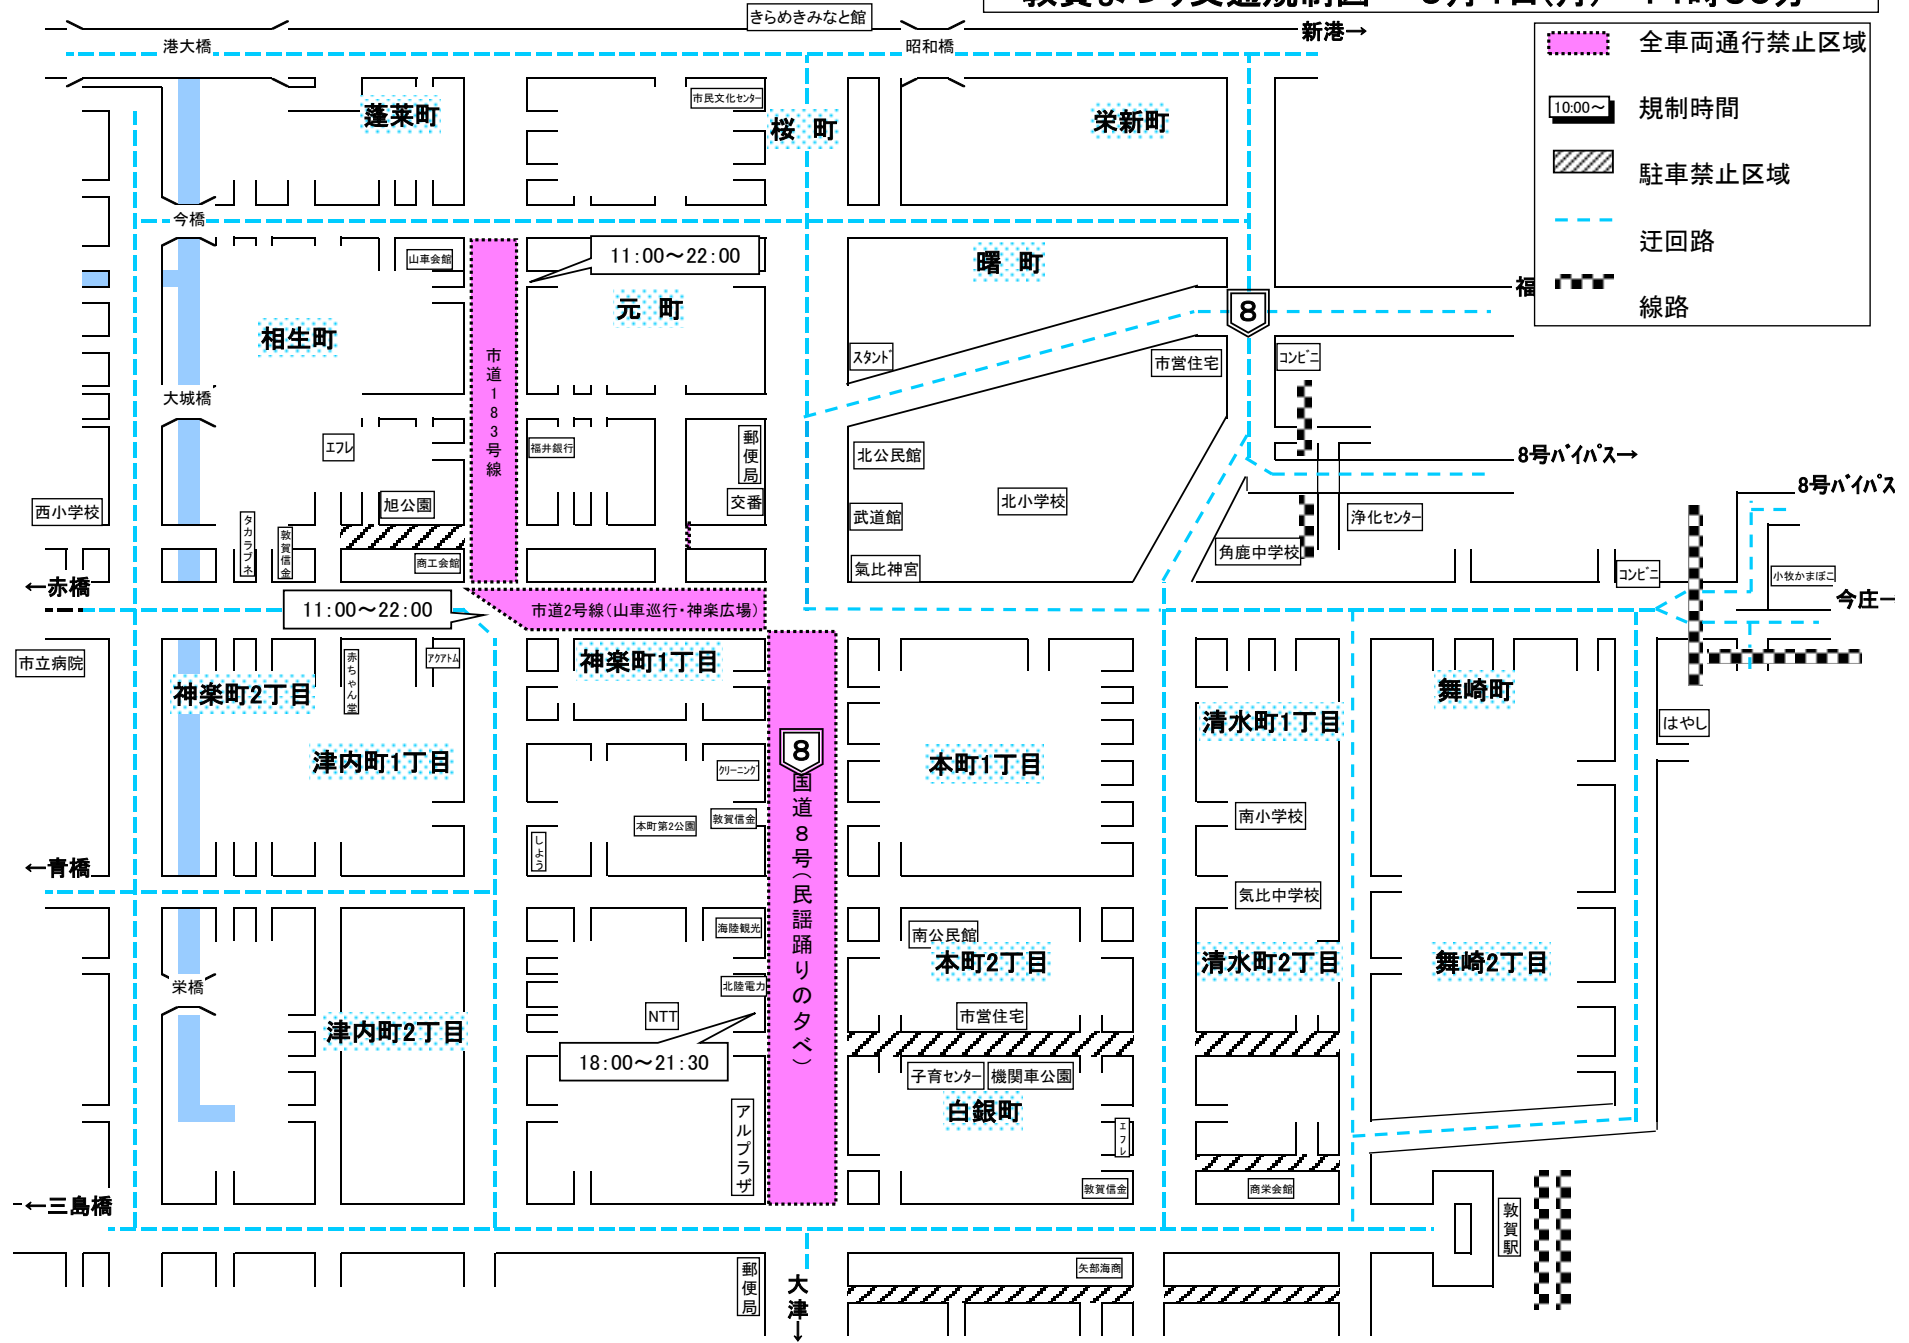 きらめきみなと館
新港→
港大橋
昭和橋
全車両通行禁止区域
10:00～
規制時間
駐車禁止区域
迂回路
線路
蓬莱町
市民文化センター
桜 町
栄新町
今橋
山車会館
11:00～22:00
曙 町
元 町
相生町
8
福
市道183号線
スタンド
市営住宅
コンビニ
大城橋
エフレ
福井銀行
郵便局
北公民館
8号バイパス→
8号バイパス
西小学校
旭公園
交番
北小学校
武道館
浄化センター
タカラブネ
敦賀信金
商工会館
角鹿中学校
氣比神宮
コンビニ
小牧かまぼこ
←赤橋
11:00～22:00
市道2号線(山車巡行・神楽広場)
今庄
市立病院
赤ちゃん堂
アクアトム
神楽町1丁目
神楽町2丁目
舞崎町
清水町1丁目
はやし
津内町1丁目
8
国道8号(民謡踊りの夕べ)
本町1丁目
クリーニング
敦賀信金
本町第2公園
南小学校
しょう
←青橋
気比中学校
海陸観光
南公民館
本町2丁目
清水町2丁目
舞崎2丁目
栄橋
北陸電力
NTT
市営住宅
津内町2丁目
18:00～21:30
子育センター
機関車公園
白銀町
アルプラザ
エフレ
敦賀信金
商栄会館
←三島橋
敦賀駅
郵便局
大津↓
矢部海商